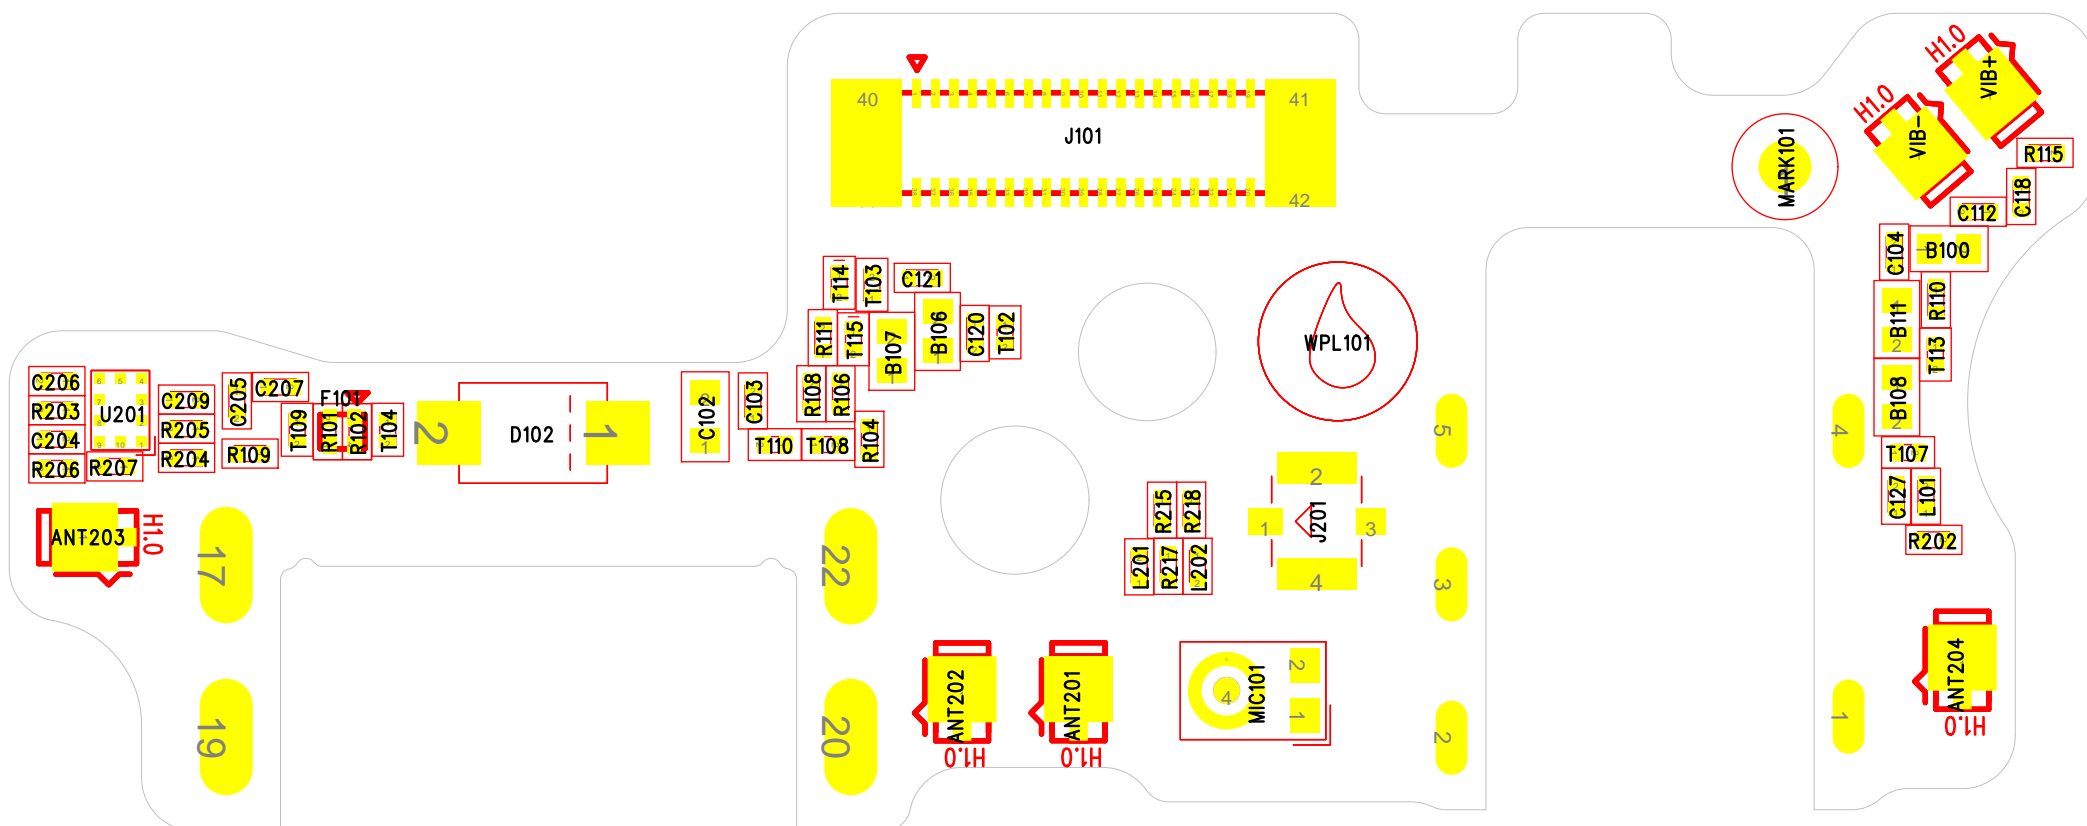 H1.0
VIB+
H1.0
VIB-
40
41
J101
42
MARK101
R115
C118
C112
C104
B100
T114
T103
C121
R110
B111
2
R111
T115
B107
B106
C120
T102
WPL101
T113
C206
U201
C209
C205
C207
F101
R203
R205
C204
R204
R206
R207
R109
T109
R101
R102
T104
2
D102
1
C102
1
C103
R108
R106
T110
T108
R104
5
4
B108
2
T107
C127
L101
R202
R215
R218
2
1
J201
3
4
L201
R217
L202
ANT203
H1.0
17
22
3
19
20
ANT202
H1.0
ANT201
H1.0
MIC101
4
2
1
2
1
ANT204
H1.0